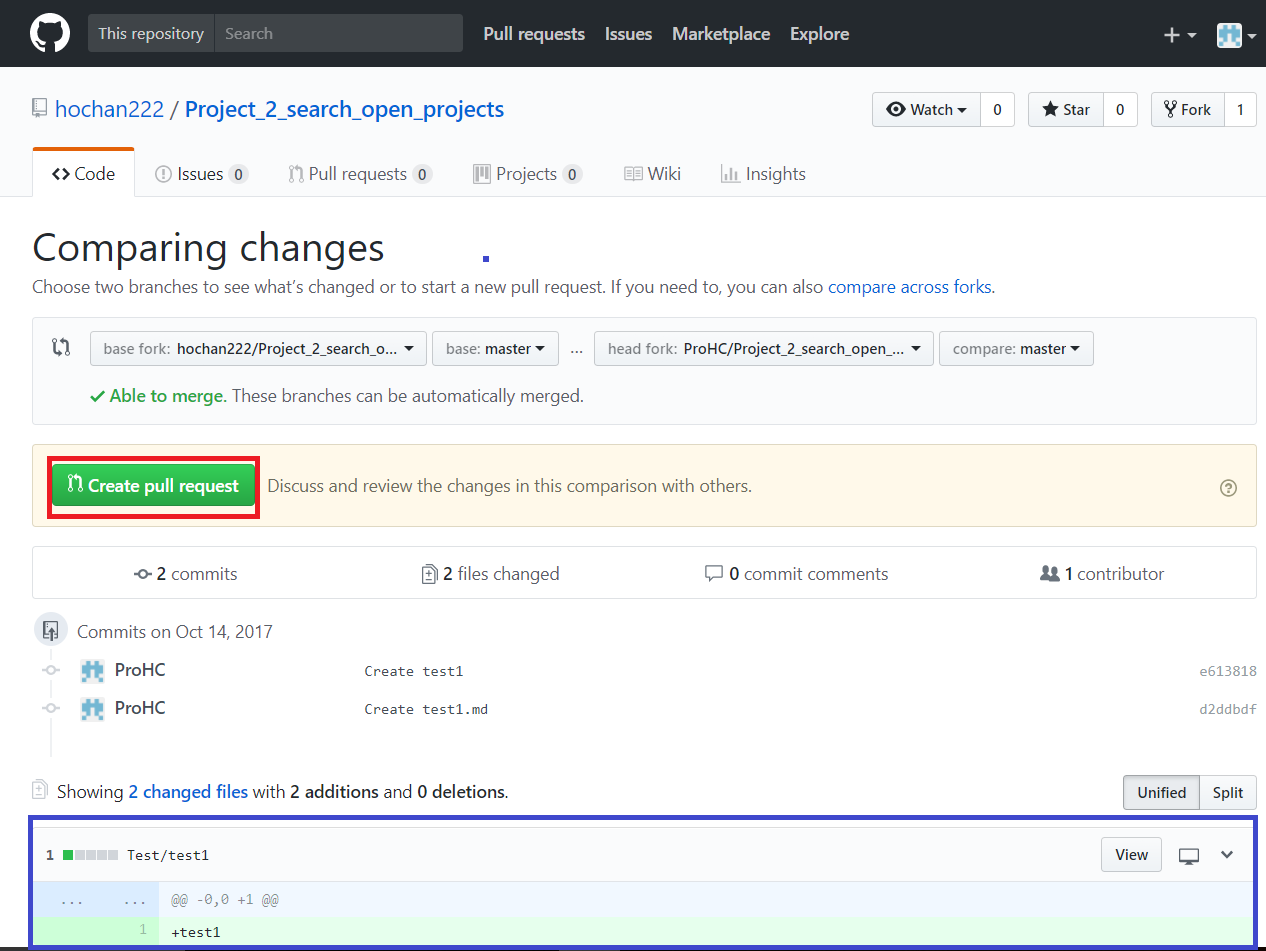 This repository Search Pull requests Issues Marketplace Explore
hochan222 / Project_2_search_open_projects Watch 0 Star 0 Fork 1
Code Issues 0 Pull requests 0 Projects 0 Wiki Insights
Comparing changes
Choose two branches to see what’s changed or to start a new pull request. If you need to, you can also compare across forks.
base fork: hochan222/Project_2_search_o... base: master ... head fork: ProHC/Project_2_search_open_... compare: master
Able to merge. These branches can be automatically merged.
Create pull request Discuss and review the changes in this comparison with others.
2 commits 2 files changed 0 commit comments 1 contributor
Commits on Oct 14, 2017
ProHC Create test1 e613818
ProHC Create test1.md d2ddbdf
Showing 2 changed files with 2 additions and 0 deletions. Unified Split
1 Test/test1 View
... ... @@ -0,0 +1 @@
1 +test1